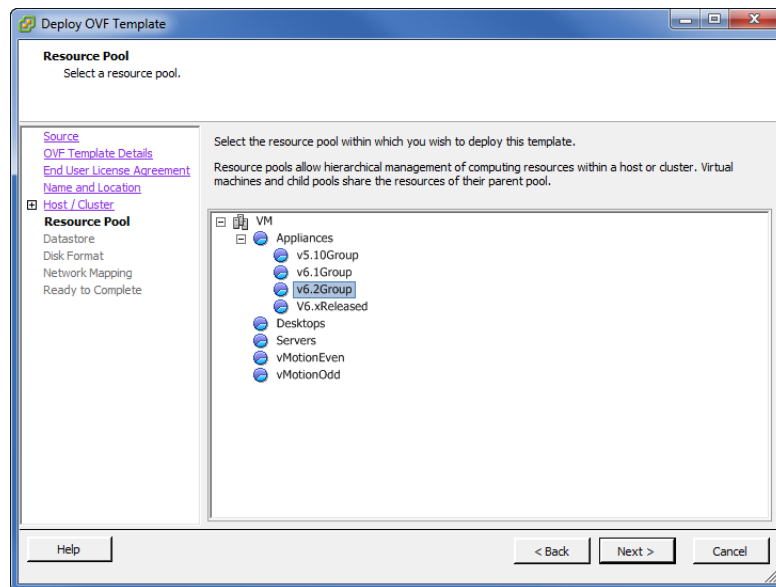 Deploy OVF Template
Resource Pool
Select a resource pool.
Source
OVF Template Details
End User License Agreement
Name and Location
Host / Cluster
Resource Pool
Datastore
Disk Format
Network Mapping
Ready to Complete
Select the resource pool within which you wish to deploy this template.
Resource pools allow hierarchical management of computing resources within a host or cluster. Virtual
machines and child pools share the resources of their parent pool.
VM
Appliances
v5.10Group
v6.1Group
v6.2Group
V6.xReleased
Desktops
Servers
vMotionEven
vMotionOdd
Help
< Back
Next >
Cancel